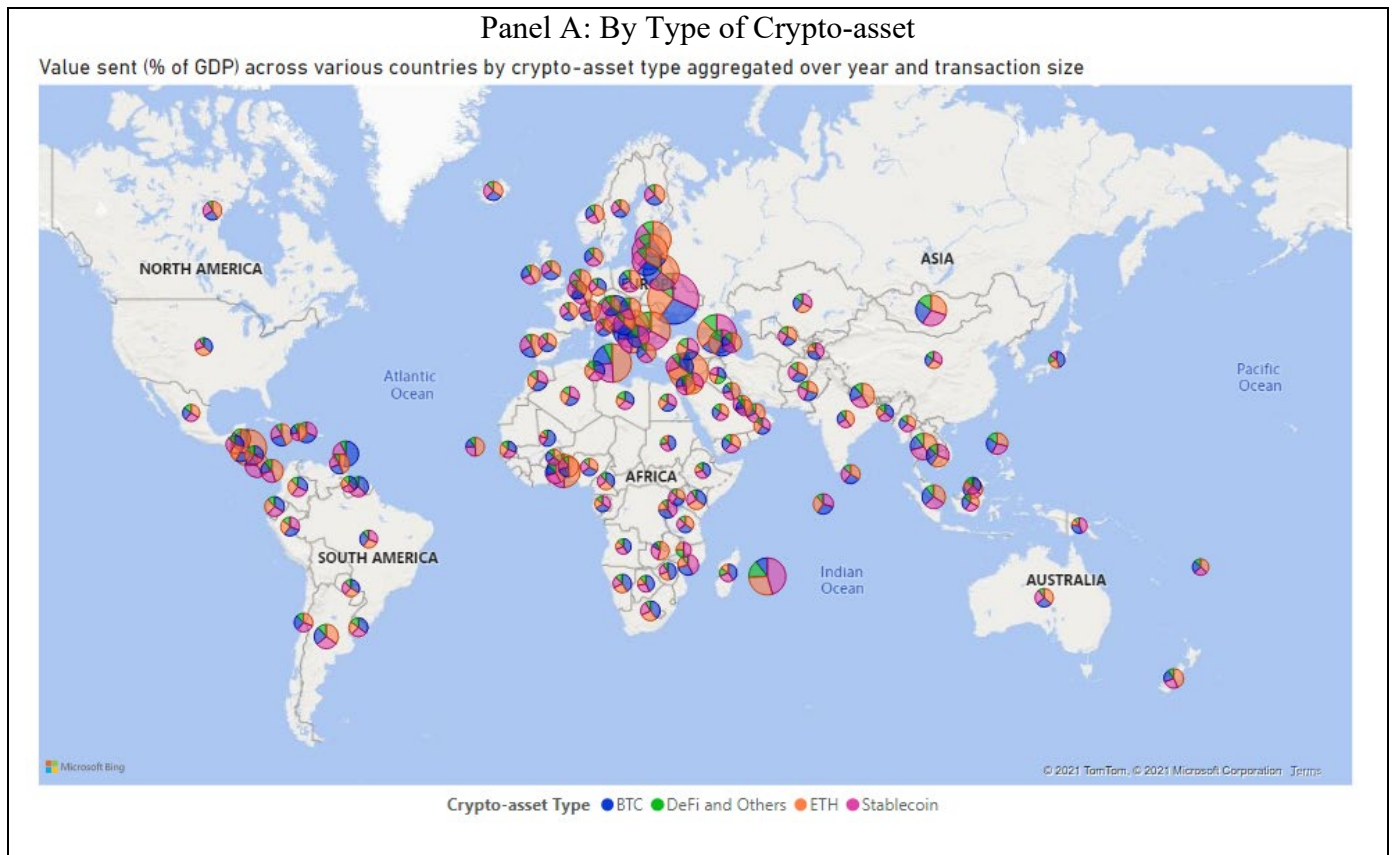 Panel A: By Type of Crypto-asset
Value sent (% of GDP) across various countries by crypto-asset type aggregated over year and transaction size
NORTH AMERICA
ASIA
Atlantic
Ocean
Pacific
Ocean
AFRICA
SOUTH AMERICA
Indian
Ocean
AUSTRALIA
Microsoft Bing
© 2021 TomTom, © 2021 Microsoft Corporation Terms
Crypto-asset Type BTC DeFi and Others ETH Stablecoin